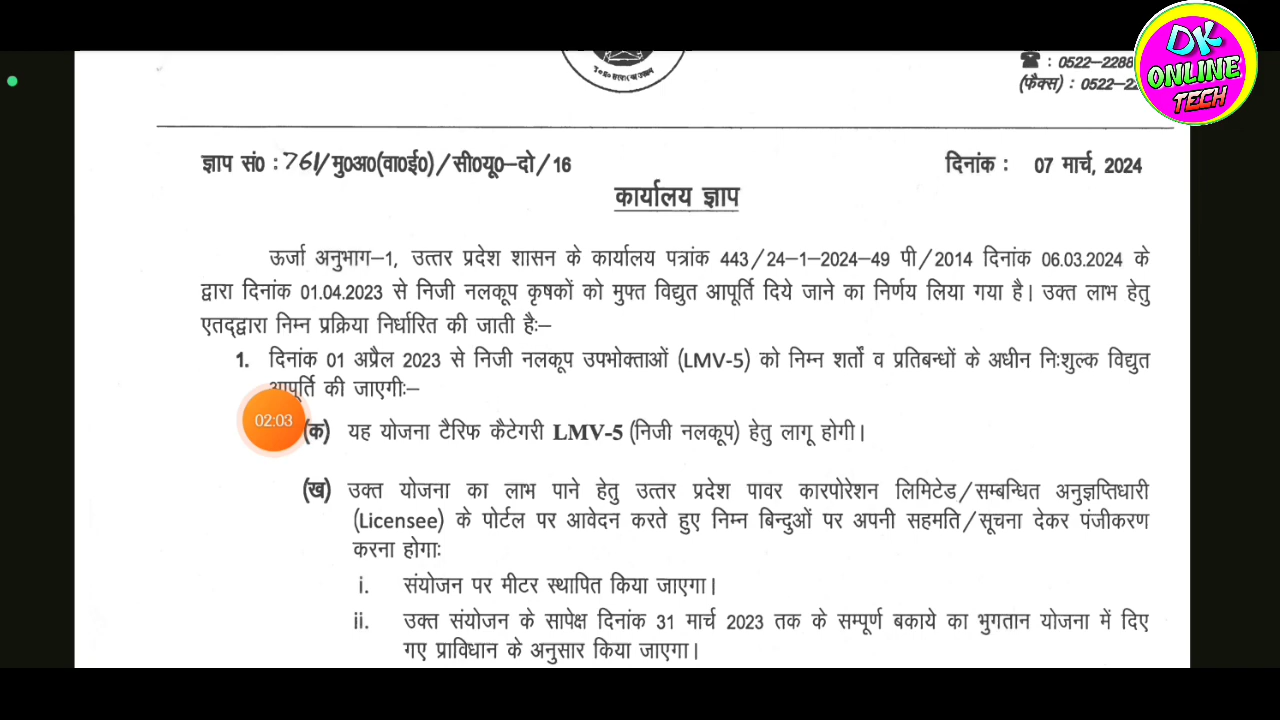 DK
ONLINE
TECH
☎ : 0522–2288
(फैक्स) : 0522–22
ज्ञाप सं0 : 761/मु0अ0(वा0ई0)/सी0यू0–दो/16 दिनांक : 07 मार्च, 2024
कार्यालय ज्ञाप
ऊर्जा अनुभाग–1, उत्तर प्रदेश शासन के कार्यालय पत्रांक 443/24–1–2024–49 पी/2014 दिनांक 06.03.2024 के
द्वारा दिनांक 01.04.2023 से निजी नलकूप कृषकों को मुफ्त विद्युत आपूर्ति दिये जाने का निर्णय लिया गया है। उक्त लाभ हेतु
एतद्द्वारा निम्न प्रक्रिया निर्धारित की जाती है:–
1. दिनांक 01 अप्रैल 2023 से निजी नलकूप उपभोक्ताओं (LMV-5) को निम्न शर्तों व प्रतिबन्धों के अधीन निःशुल्क विद्युत
आपूर्ति की जाएगीः–
02:03
(क) यह योजना टैरिफ कैटेगरी LMV-5 (निजी नलकूप) हेतु लागू होगी।
(ख) उक्त योजना का लाभ पाने हेतु उत्तर प्रदेश पावर कारपोरेशन लिमिटेड/सम्बन्धित अनुज्ञप्तिधारी
(Licensee) के पोर्टल पर आवेदन करते हुए निम्न बिन्दुओं पर अपनी सहमति/सूचना देकर पंजीकरण
करना होगाः
i. संयोजन पर मीटर स्थापित किया जाएगा।
ii. उक्त संयोजन के सापेक्ष दिनांक 31 मार्च 2023 तक के सम्पूर्ण बकाये का भुगतान योजना में दिए
गए प्राविधान के अनुसार किया जाएगा।